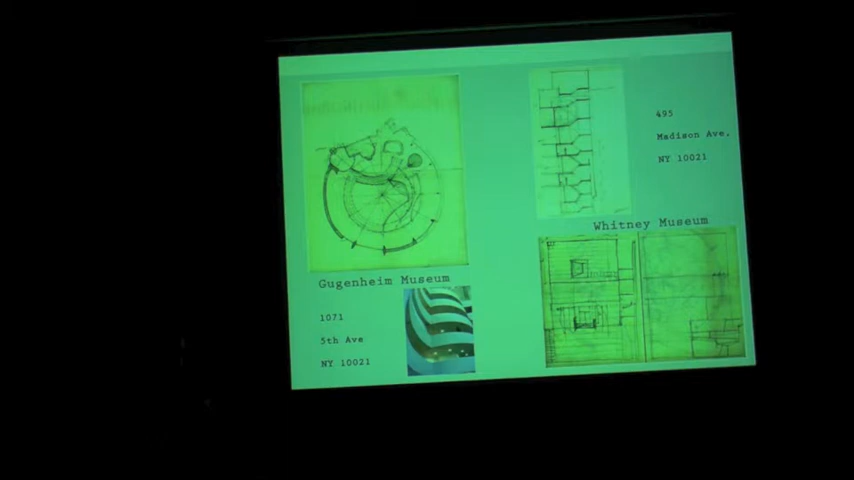 Gugenheim Museum
1071
5th Ave
NY 10021
495
Madison Ave,
NY 10021
Whitney Museum